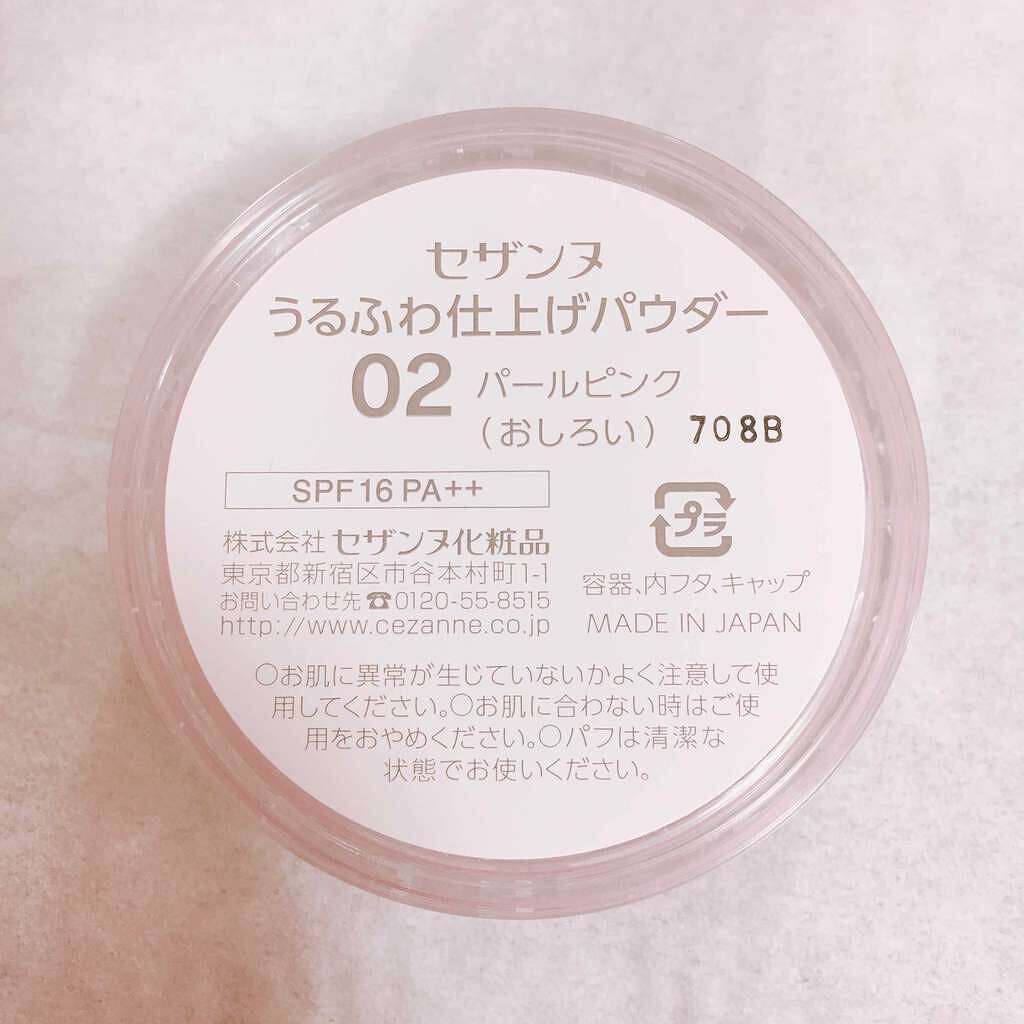 セザンヌ
うるふわ仕上げパウダー
02 パールピンク
(おしろい) 708B
SPF16 PA++
株式会社 セザンヌ化粧品
東京都新宿区市谷本村町1-1
お問い合わせ先☎0120-55-8515
http://www.cezanne.co.jp
プラ
容器、内フタ、キャップ
MADE IN JAPAN
○お肌に異常が生じていないかよく注意して使
用してください。○お肌に合わない時はご使
用をおやめください。○パフは清潔な
状態でお使いください。